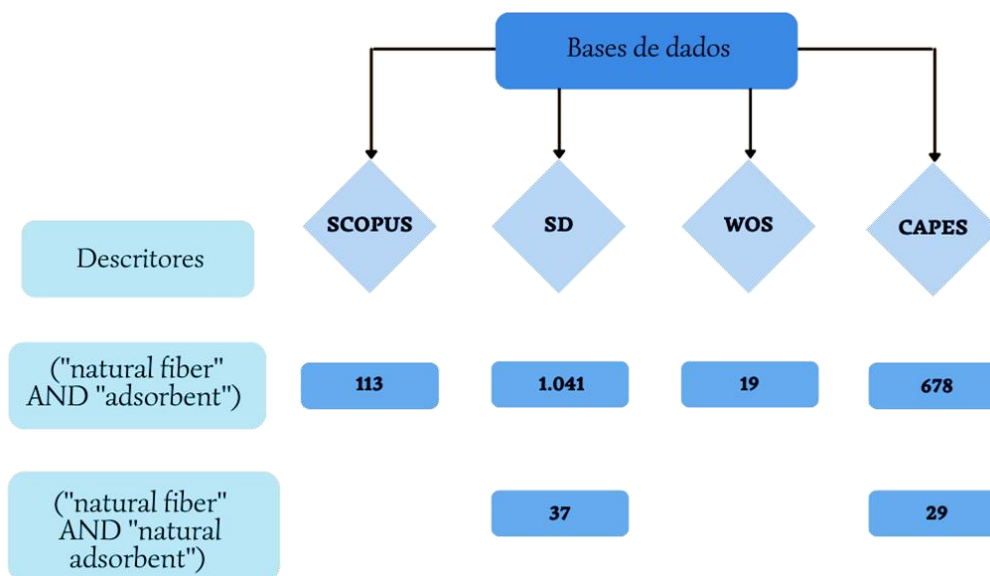 Bases de dados
SCOPUS
SD
WOS
CAPES
Descritores
("natural fiber"
AND "adsorbent")
113
1.041
19
678
("natural fiber"
AND "natural
adsorbent")
37
29